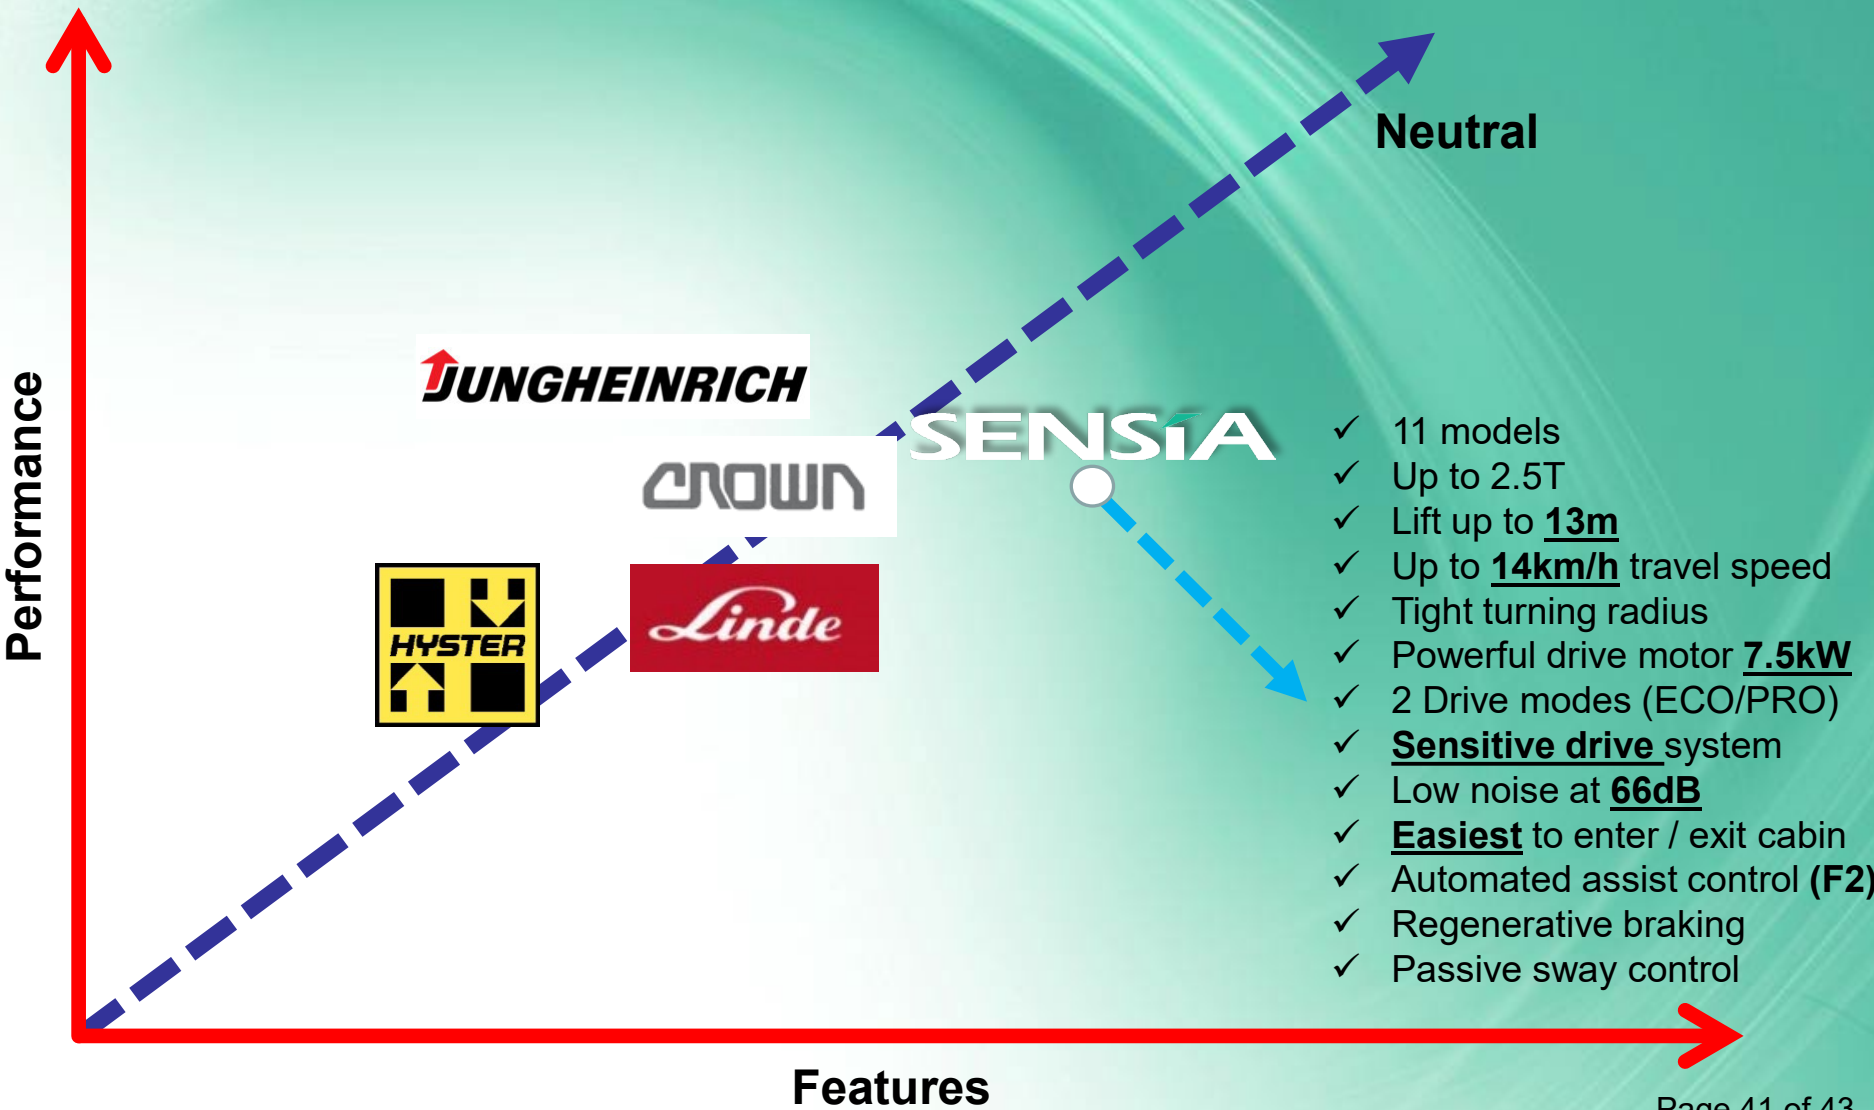 Neutral
Performance
JUNGHEINRICH
CROWN
SENSiA
HYSTER
Linde
✓ 11 models
✓ Up to 2.5T
✓ Lift up to 13m
✓ Up to 14km/h travel speed
✓ Tight turning radius
✓ Powerful drive motor 7.5kW
✓ 2 Drive modes (ECO/PRO)
✓ Sensitive drive system
✓ Low noise at 66dB
✓ Easiest to enter / exit cabin
✓ Automated assist control (F2)
✓ Regenerative braking
✓ Passive sway control
Features
Page 41 of 43